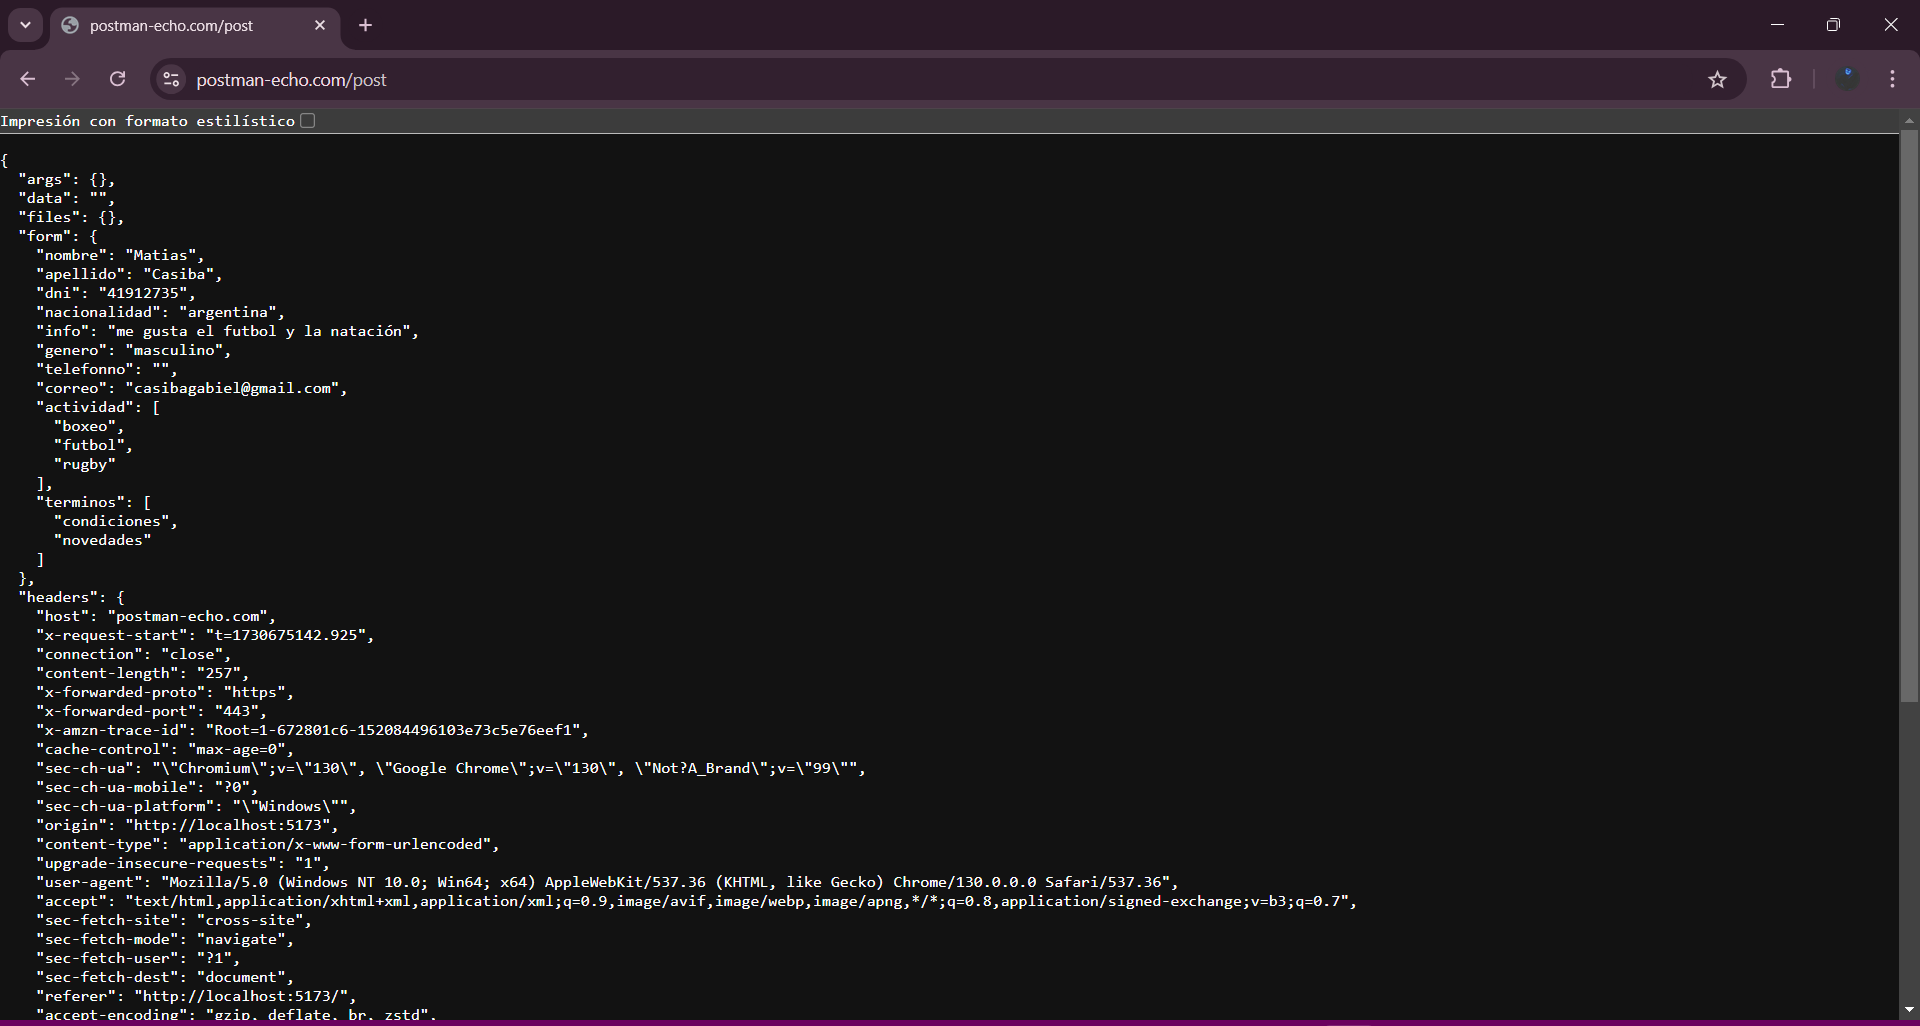 postman-echo.com/post
postman-echo.com/post
Impresión con formato estilístico
{
  "args": {},
  "data": "",
  "files": {},
  "form": {
    "nombre": "Matias",
    "apellido": "Casiba",
    "dni": "41912735",
    "nacionalidad": "argentina",
    "info": "me gusta el futbol y la natación",
    "genero": "masculino",
    "telefonno": "",
    "correo": "casibagabiel@gmail.com",
    "actividad": [
      "boxeo",
      "futbol",
      "rugby"
    ],
    "terminos": [
      "condiciones",
      "novedades"
    ]
  },
  "headers": {
    "host": "postman-echo.com",
    "x-request-start": "t=1730675142.925",
    "connection": "close",
    "content-length": "257",
    "x-forwarded-proto": "https",
    "x-forwarded-port": "443",
    "x-amzn-trace-id": "Root=1-672801c6-152084496103e73c5e76eef1",
    "cache-control": "max-age=0",
    "sec-ch-ua": "\"Chromium\";v=\"130\", \"Google Chrome\";v=\"130\", \"Not?A_Brand\";v=\"99\"",
    "sec-ch-ua-mobile": "?0",
    "sec-ch-ua-platform": "\"Windows\"",
    "origin": "http://localhost:5173",
    "content-type": "application/x-www-form-urlencoded",
    "upgrade-insecure-requests": "1",
    "user-agent": "Mozilla/5.0 (Windows NT 10.0; Win64; x64) AppleWebKit/537.36 (KHTML, like Gecko) Chrome/130.0.0.0 Safari/537.36",
    "accept": "text/html,application/xhtml+xml,application/xml;q=0.9,image/avif,image/webp,image/apng,*/*;q=0.8,application/signed-exchange;v=b3;q=0.7",
    "sec-fetch-site": "cross-site",
    "sec-fetch-mode": "navigate",
    "sec-fetch-user": "?1",
    "sec-fetch-dest": "document",
    "referer": "http://localhost:5173/",
    "accept-encoding": "gzip, deflate, br, zstd",